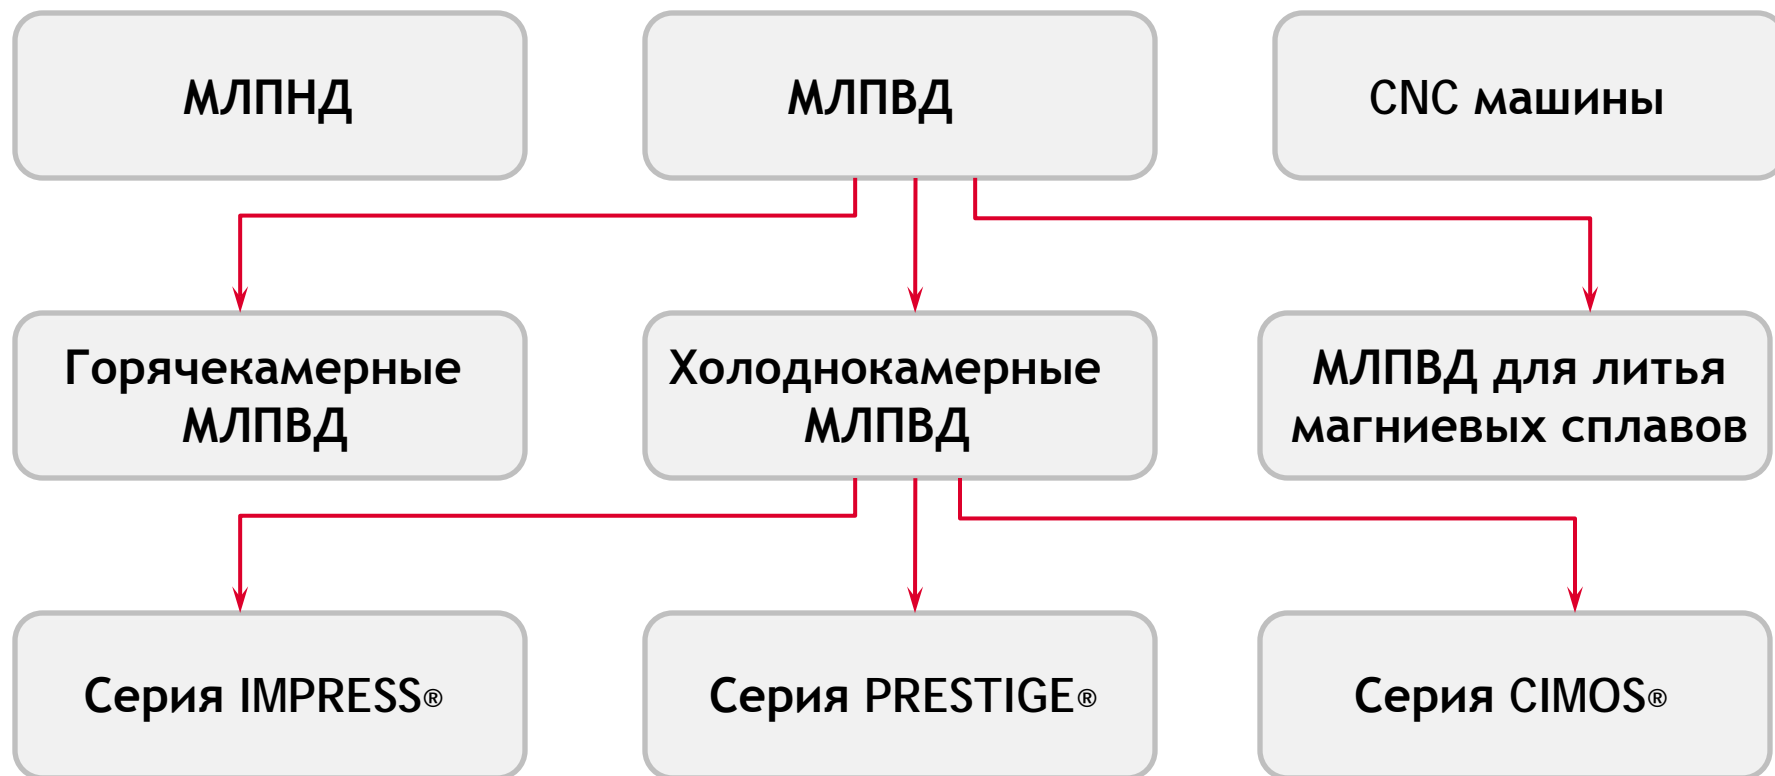 МЛПНД
МЛПВД
CNC машины
Горячекамерные
МЛПВД
Холоднокамерные
МЛПВД
МЛПВД для литья
магниевых сплавов
Серия IMPRESS®
Серия PRESTIGE®
Серия CIMOS®